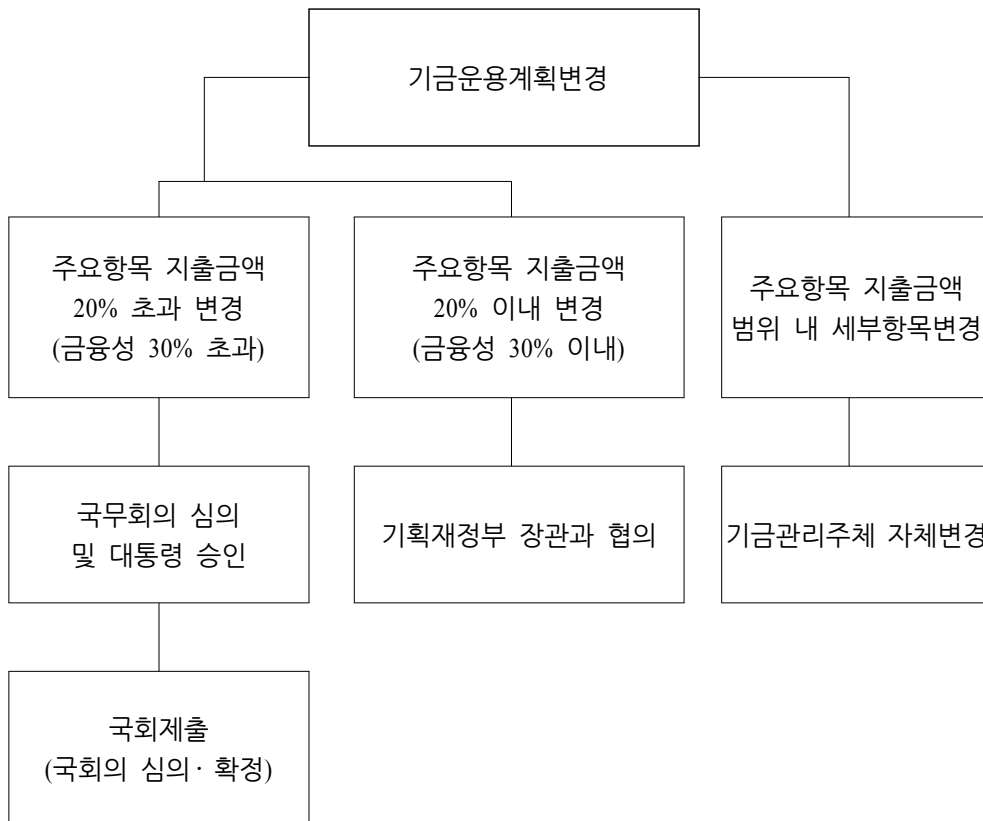 기금운용계획변경
주요항목 지출금액
20% 초과 변경
(금융성 30% 초과)
주요항목 지출금액
20% 이내 변경
(금융성 30% 이내)
주요항목 지출금액
범위 내 세부항목변경
국무회의 심의
및 대통령 승인
기획재정부 장관과 협의
기금관리주체 자체변경
국회제출
(국회의 심의· 확정)